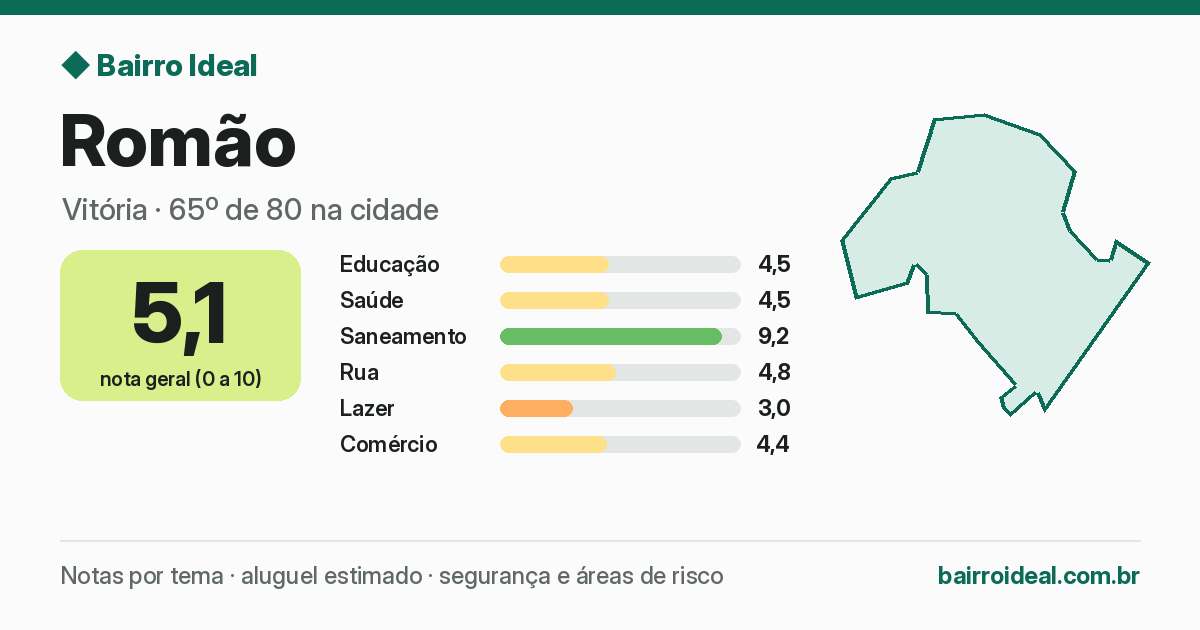 Bairro Ideal
Romão
Vitória · 65º de 80 na cidade
5,1
nota geral (0 a 10)
Educação 4,5
Saúde 4,5
Saneamento 9,2
Rua 4,8
Lazer 3,0
Comércio 4,4
Notas por tema · aluguel estimado · segurança e áreas de risco
bairroideal.com.br